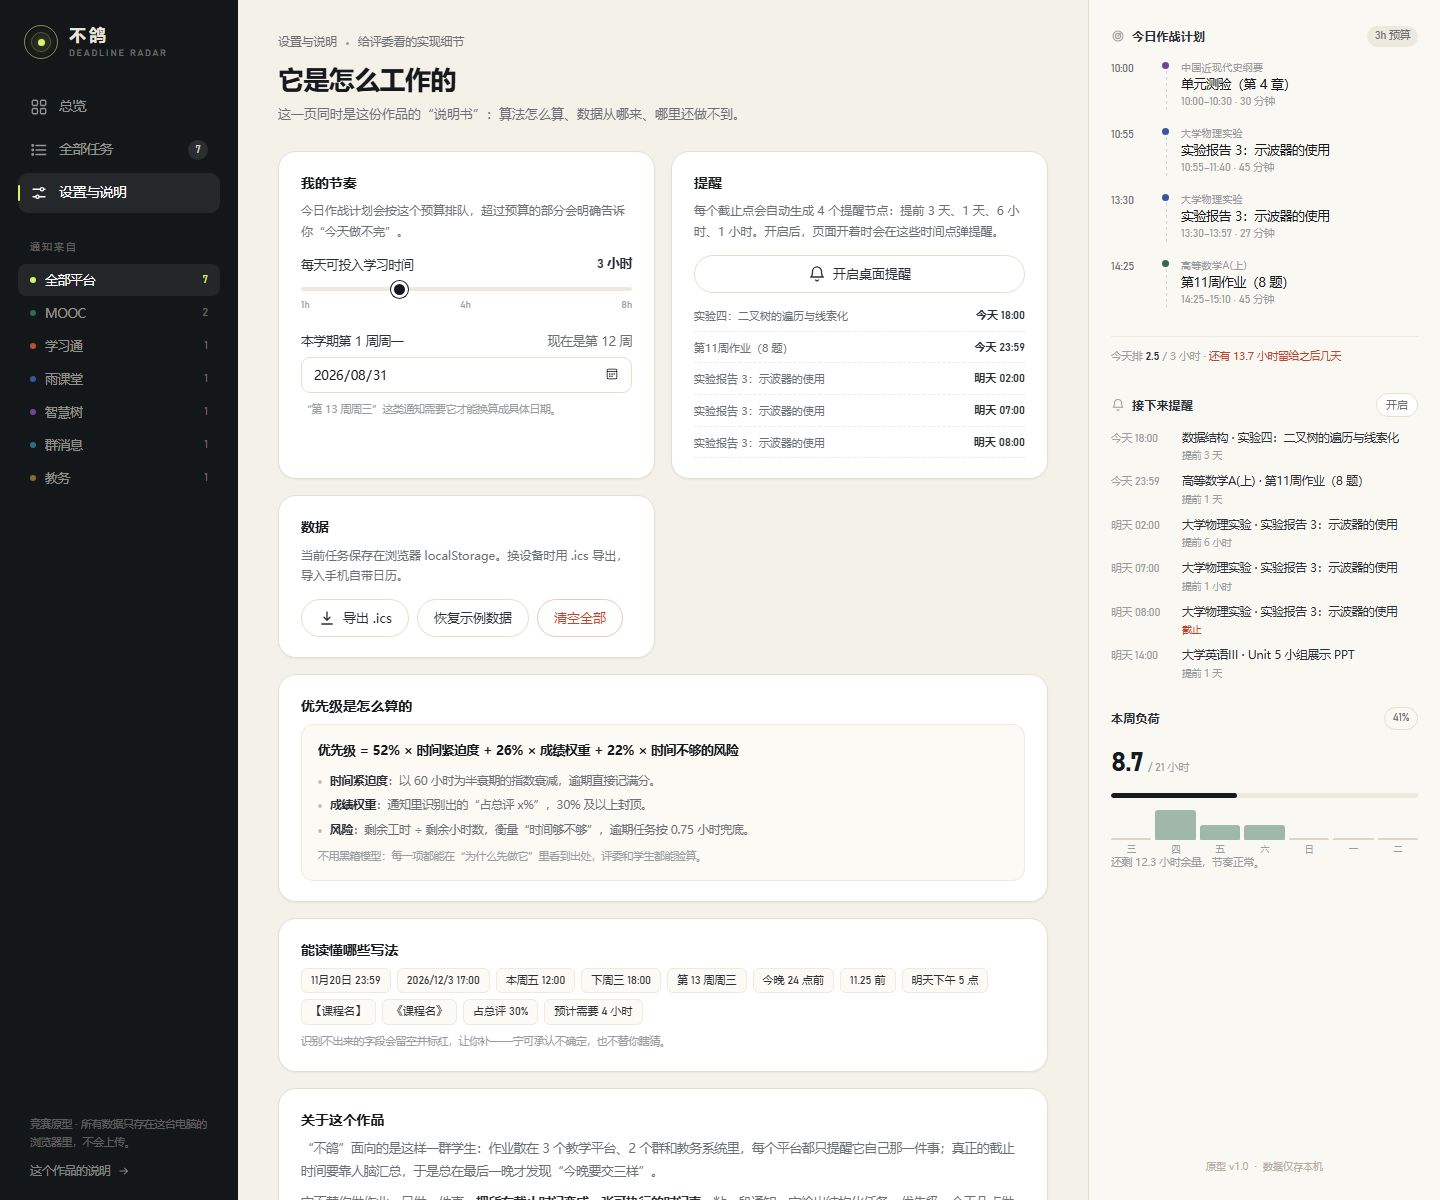 不鸽
DEADLINE RADAR
总览
全部任务 7
设置与说明
通知来自
全部平台 7
MOOC 2
学习通 1
雨课堂 1
智慧树 1
群消息 1
教务 1
竞赛原型 · 所有数据只存在这台电脑的
浏览器里，不会上传。
这个作品的说明 →
设置与说明 · 给评委看的实现细节
它是怎么工作的
这一页同时是这份作品的“说明书”：算法怎么算、数据从哪来、哪里还做不到。
我的节奏
今日作战计划会按这个预算排队，超过预算的部分会明确告诉
你“今天做不完”。
每天可投入学习时间 3 小时
1h 4h 8h
本学期第 1 周周一 现在是第 12 周
2026/08/31
“第 13 周周三”这类通知需要它才能换算成具体日期。
提醒
每个截止点会自动生成 4 个提醒节点：提前 3 天、1 天、6 小
时、1 小时。开启后，页面开着时会在这些时间点弹提醒。
开启桌面提醒
实验四：二叉树的遍历与线索化 今天 18:00
第11周作业（8 题） 今天 23:59
实验报告 3：示波器的使用 明天 02:00
实验报告 3：示波器的使用 明天 07:00
实验报告 3：示波器的使用 明天 08:00
数据
当前任务保存在浏览器 localStorage。换设备时用 .ics 导出，
导入手机自带日历。
导出 .ics 恢复示例数据 清空全部
优先级是怎么算的
优先级 = 52% × 时间紧迫度 + 26% × 成绩权重 + 22% × 时间不够的风险
时间紧迫度：以 60 小时为半衰期的指数衰减，逾期直接记满分。
成绩权重：通知里识别出的“占总评 x%”，30% 及以上封顶。
风险：剩余工时 ÷ 剩余小时数，衡量“时间够不够”，逾期任务按 0.75 小时兜底。
不用黑箱模型：每一项都能在“为什么先做它”里看到出处，评委和学生都能验算。
能读懂哪些写法
11月20日 23:59 2026/12/3 17:00 本周五 12:00 下周三 18:00 第 13 周周三 今晚 24 点前 11.25 前 明天下午 5 点
【课程名】 《课程名》 占总评 30% 预计需要 4 小时
识别不出来的字段会留空并标红，让你补——宁可承认不确定，也不替你瞎猜。
关于这个作品
“不鸽”面向的是这样一群学生：作业散在 3 个教学平台、2 个群和教务系统里，每个平台都只提醒它自己那一件事；真正的截止
时间要靠人脑汇总，于是总在最后一晚才发现“今晚要交三样”。
今日作战计划 3h 预算
10:00 中国近现代史纲要
单元测验（第 4 章）
10:00–10:30 · 30 分钟
10:55 大学物理实验
实验报告 3：示波器的使用
10:55–11:40 · 45 分钟
13:30 大学物理实验
实验报告 3：示波器的使用
13:30–13:57 · 27 分钟
14:25 高等数学A(上)
第11周作业（8 题）
14:25–15:10 · 45 分钟
今天排 2.5 / 3 小时 · 还有 13.7 小时留给之后几天
接下来提醒 开启
今天 18:00 数据结构 · 实验四：二叉树的遍历与线索化
提前 3 天
今天 23:59 高等数学A(上) · 第11周作业（8 题）
提前 1 天
明天 02:00 大学物理实验 · 实验报告 3：示波器的使用
提前 6 小时
明天 07:00 大学物理实验 · 实验报告 3：示波器的使用
提前 1 小时
明天 08:00 大学物理实验 · 实验报告 3：示波器的使用
截止
明天 14:00 大学英语III · Unit 5 小组展示 PPT
提前 1 天
本周负荷 41%
8.7 / 21 小时
三 四 五 六 日 一 二
还剩 12.3 小时余量，节奏正常。
原型 v1.0 · 数据仅存本机